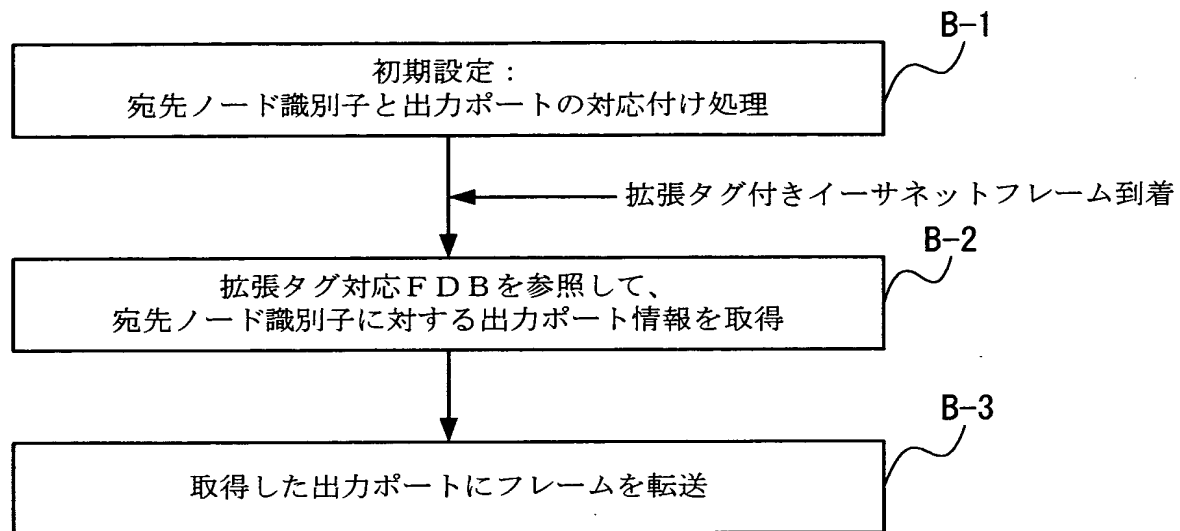 B-1
初期設定：
宛先ノード識別子と出力ポートの対応付け処理
拡張タグ付きイーサネットフレーム到着
B-2
拡張タグ対応ＦＤＢを参照して、
宛先ノード識別子に対する出力ポート情報を取得
B-3
取得した出力ポートにフレームを転送